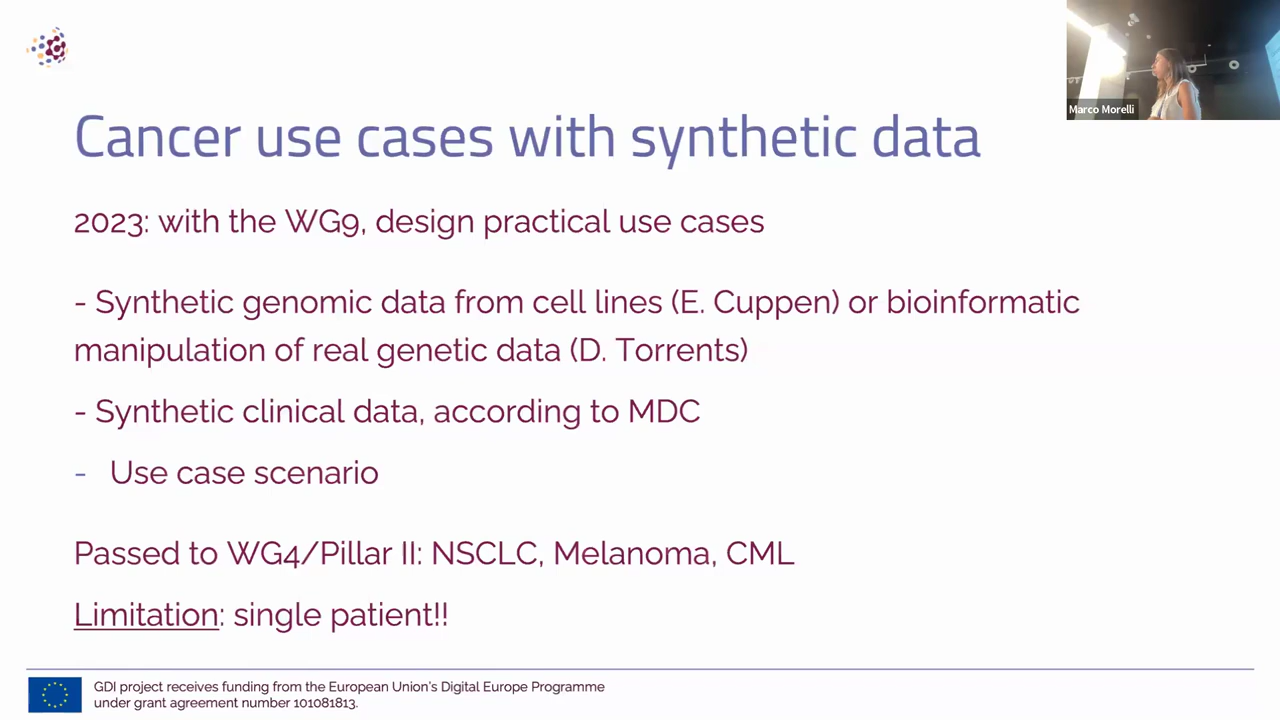 Marco Morelli
Cancer use cases with synthetic data
2023: with the WG9, design practical use cases
- Synthetic genomic data from cell lines (E. Cuppen) or bioinformatic
manipulation of real genetic data (D. Torrents)
- Synthetic clinical data, according to MDC
- Use case scenario
Passed to WG4/Pillar II: NSCLC, Melanoma, CML
Limitation: single patient!!
GDI project receives funding from the European Union's Digital Europe Programme
under grant agreement number 101081813.